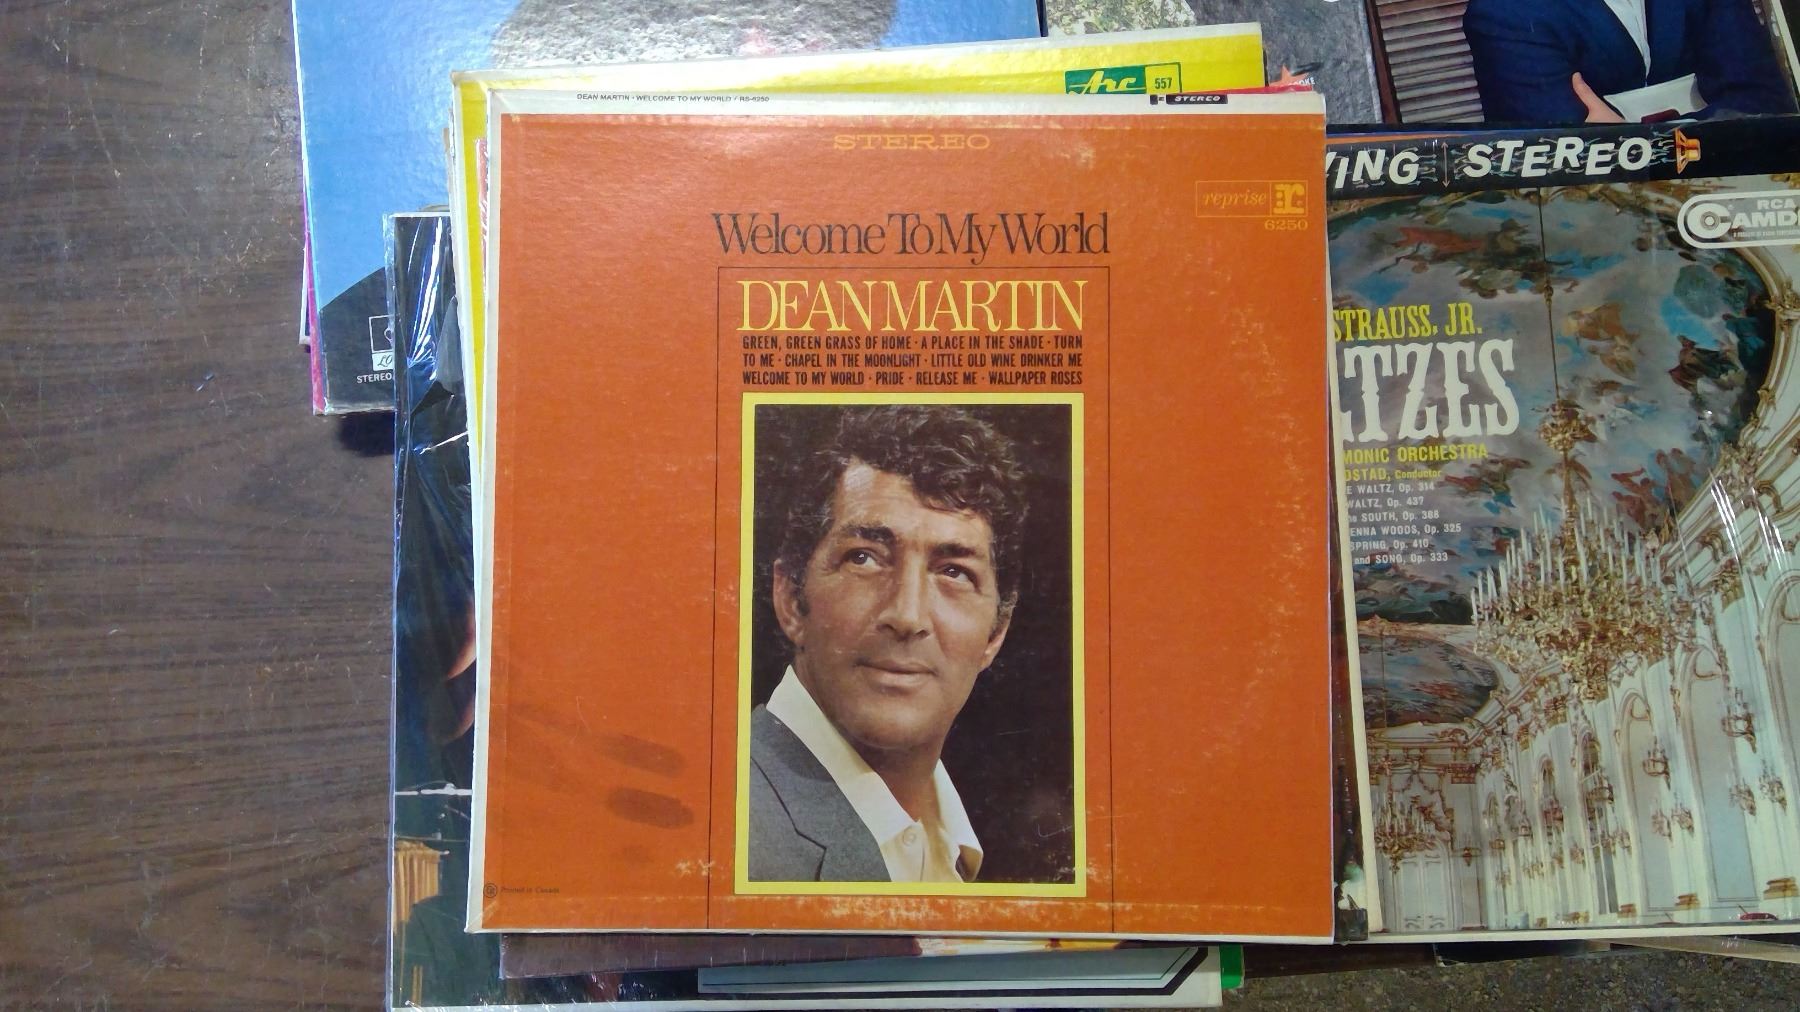 Arc 557
DEAN MARTIN · WELCOME TO MY WORLD / RS-6250
STEREO
STEREO
reprise r:
6250
Welcome To My World
DEAN MARTIN
GREEN, GREEN GRASS OF HOME · A PLACE IN THE SHADE · TURN
TO ME · CHAPEL IN THE MOONLIGHT · LITTLE OLD WINE DRINKER ME
WELCOME TO MY WORLD · PRIDE · RELEASE ME · WALLPAPER ROSES
Printed in Canada
STEREO
VING STEREO
RCA
CAMD
STRAUSS, JR.
TZES
MONIC ORCHESTRA
DSTAD, Conductor
E WALTZ, Op. 314
WALTZ, Op. 437
SOUTH, Op. 388
ENNA WOODS, Op. 325
SPRING, Op. 410
and SONG, Op. 333